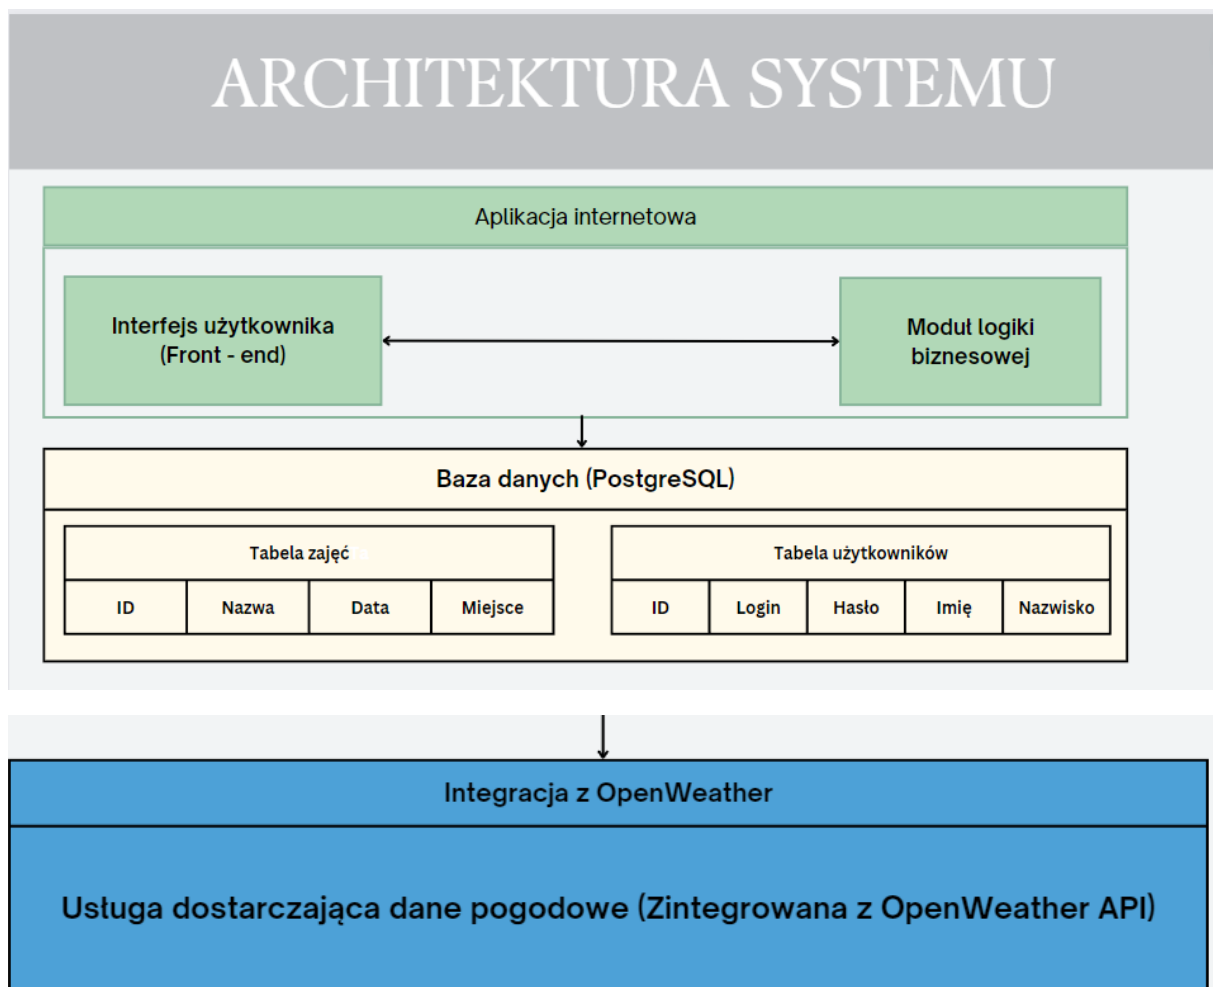 ARCHITEKTURA SYSTEMU
Aplikacja internetowa
Interfejs użytkownika
(Front - end)
Moduł logiki
biznesowej
Baza danych (PostgreSQL)
Tabela zajęć
ID
Nazwa
Data
Miejsce
Tabela użytkowników
ID
Login
Hasło
Imię
Nazwisko
Integracja z OpenWeather
Usługa dostarczająca dane pogodowe (Zintegrowana z OpenWeather API)